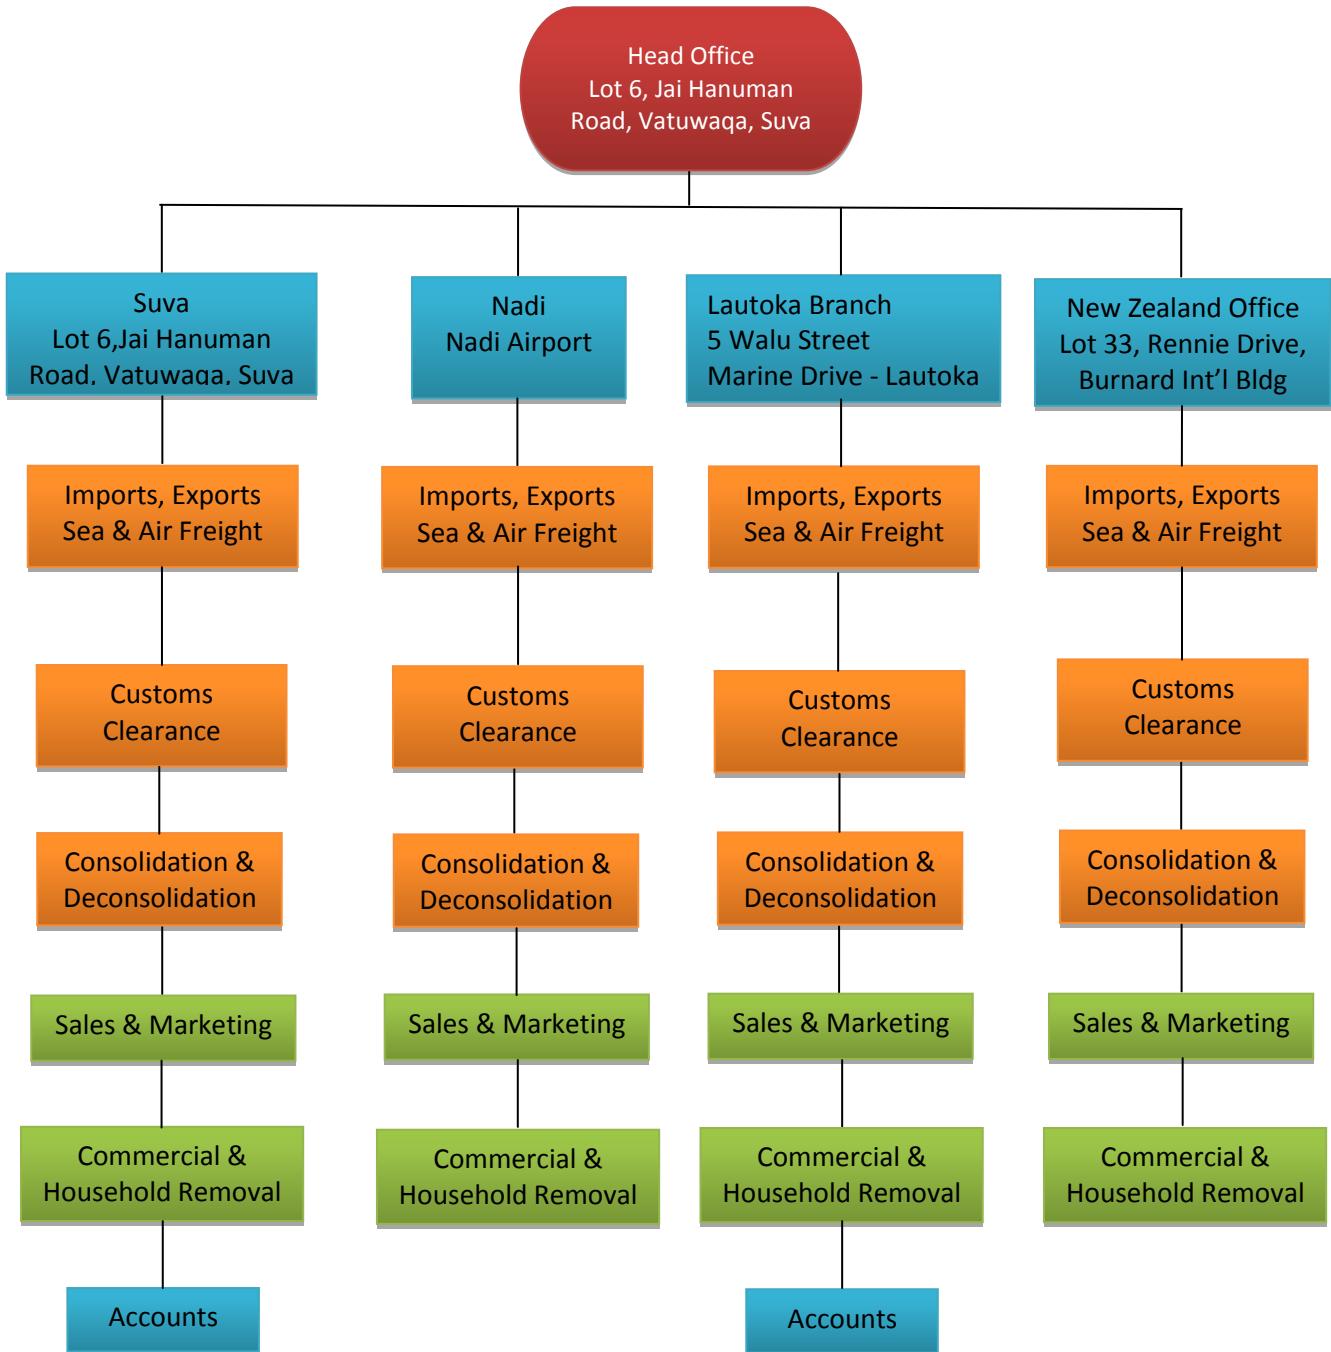 Head Office
Lot 6, Jai Hanuman
Road, Vatuwaqa, Suva
Suva
Lot 6,Jai Hanuman
Road, Vatuwaqa, Suva
Nadi
Nadi Airport
Lautoka Branch
5 Walu Street
Marine Drive - Lautoka
New Zealand Office
Lot 33, Rennie Drive,
Burnard Int’l Bldg
Imports, Exports
Sea & Air Freight
Imports, Exports
Sea & Air Freight
Imports, Exports
Sea & Air Freight
Imports, Exports
Sea & Air Freight
Customs
Clearance
Customs
Clearance
Customs
Clearance
Customs
Clearance
Consolidation &
Deconsolidation
Consolidation &
Deconsolidation
Consolidation &
Deconsolidation
Consolidation &
Deconsolidation
Sales & Marketing
Sales & Marketing
Sales & Marketing
Sales & Marketing
Commercial &
Household Removal
Commercial &
Household Removal
Commercial &
Household Removal
Commercial &
Household Removal
Accounts
Accounts